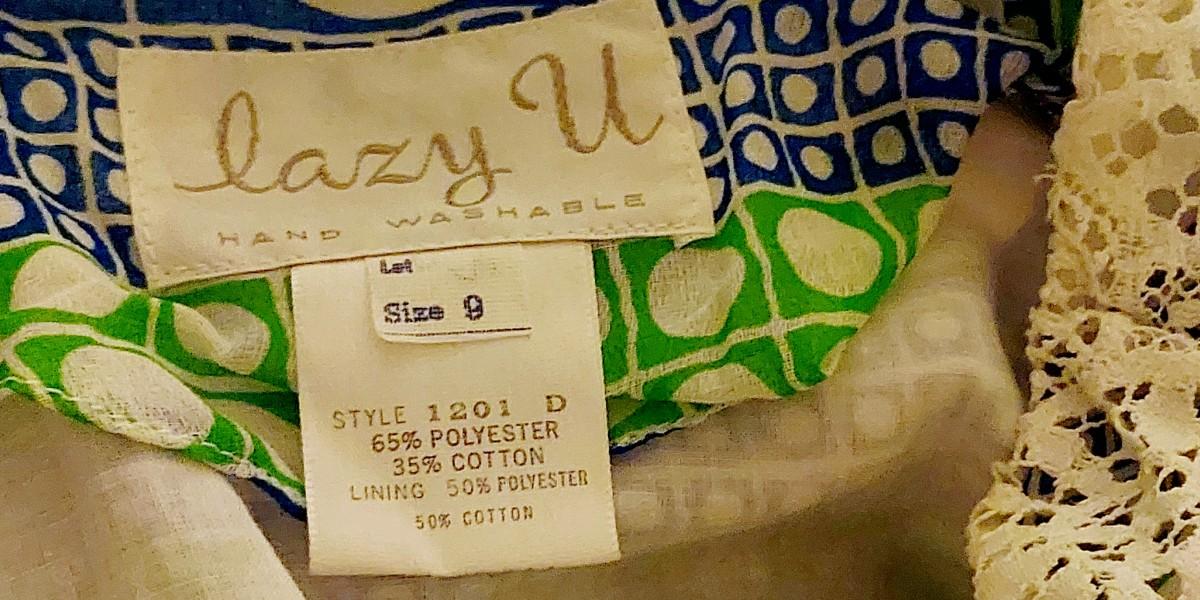 lazy U
HAND WASHABLE
Lot
Size 9
STYLE 1201 D
65% POLYESTER
35% COTTON
LINING 50% POLYESTER
50% COTTON